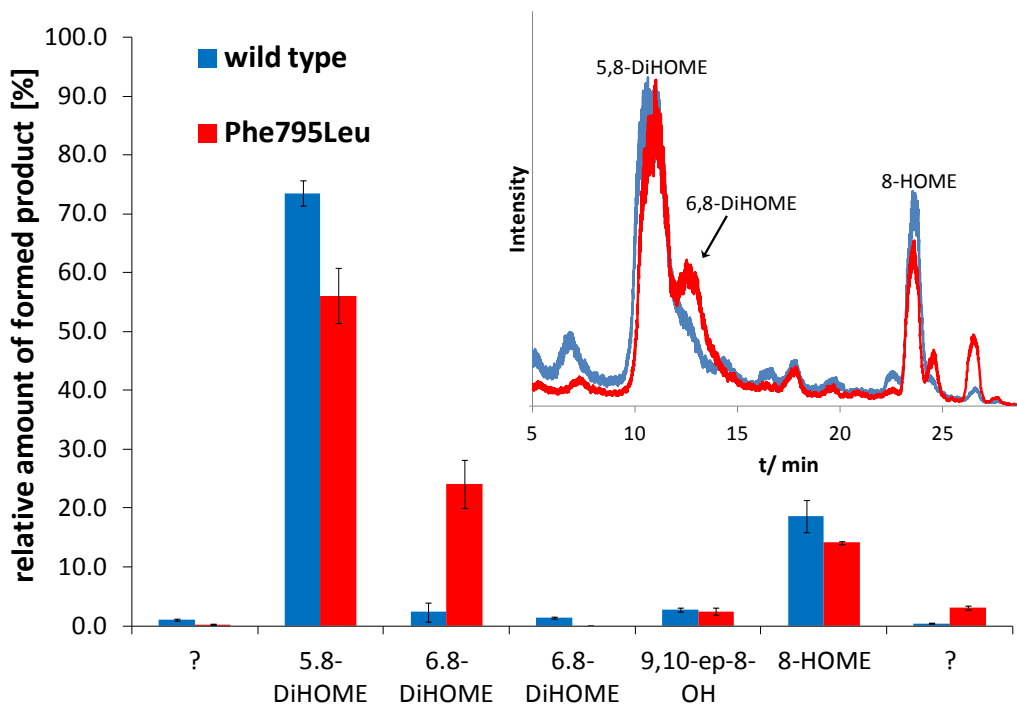 relative amount of formed product [%]
100.0
90.0
80.0
70.0
60.0
50.0
40.0
30.0
20.0
10.0
0.0
wild type
Phe795Leu
?
5.8-
DiHOME
6.8-
DiHOME
6.8-
DiHOME
9,10-ep-8-
OH
8-HOME
?
Intensity
5,8-DiHOME
6,8-DiHOME
8-HOME
5
10
15
20
25
t/ min